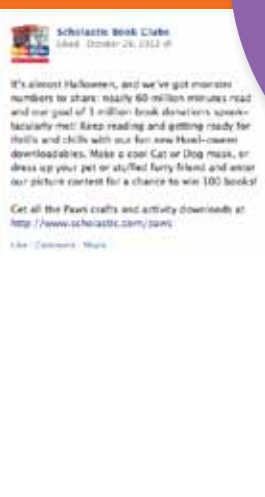 Scholastic Book Clubs
Liked · October 26, 2012
It's almost Halloween, and we've got monster
numbers to share: nearly 60 million minutes read
and our goal of 1 million book donations spook-
tacularly met! Keep reading and getting ready for
thrills and chills with our fun new Howl-oween
downloadables. Make a cool Cat or Dog mask, or
dress up your pet or stuffed furry friend and enter
our picture contest for a chance to win 100 books!
Get all the Paws crafts and activity downloads at
http://www.scholastic.com/paws
Like · Comment · Share